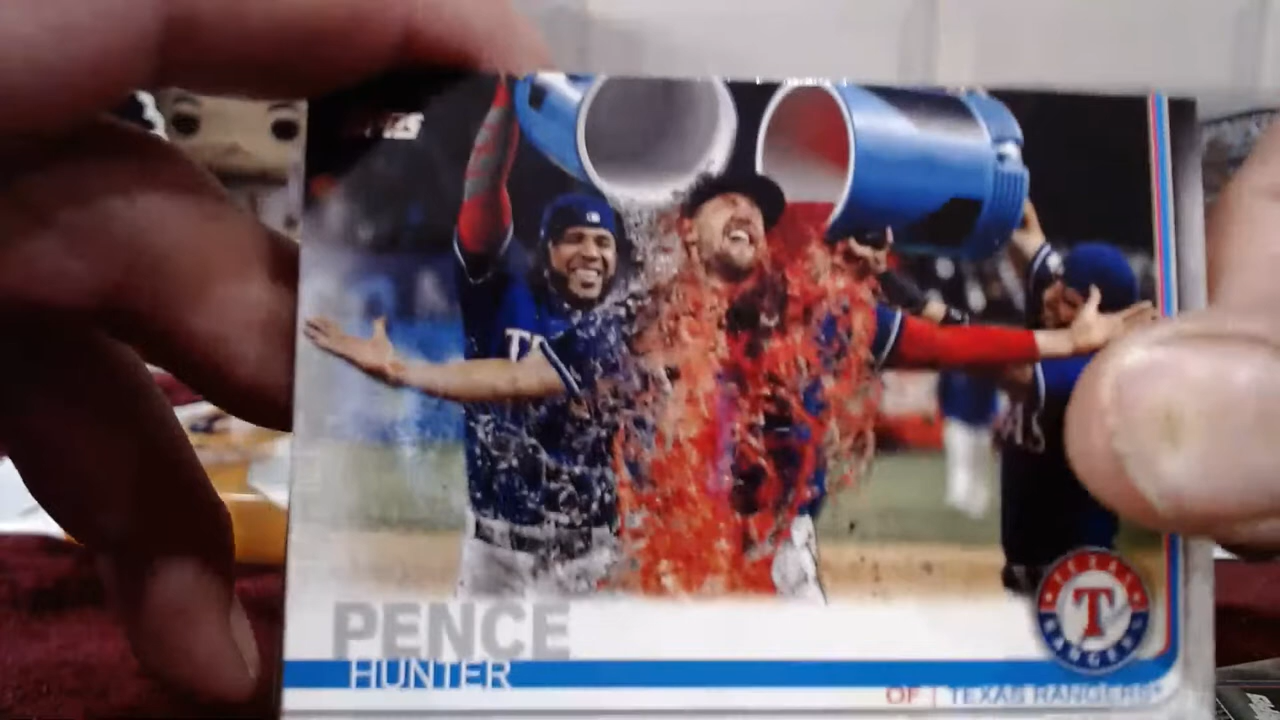 PENCE
HUNTER
OF | TEXAS RANGERS
TEXAS
T
RANGERS